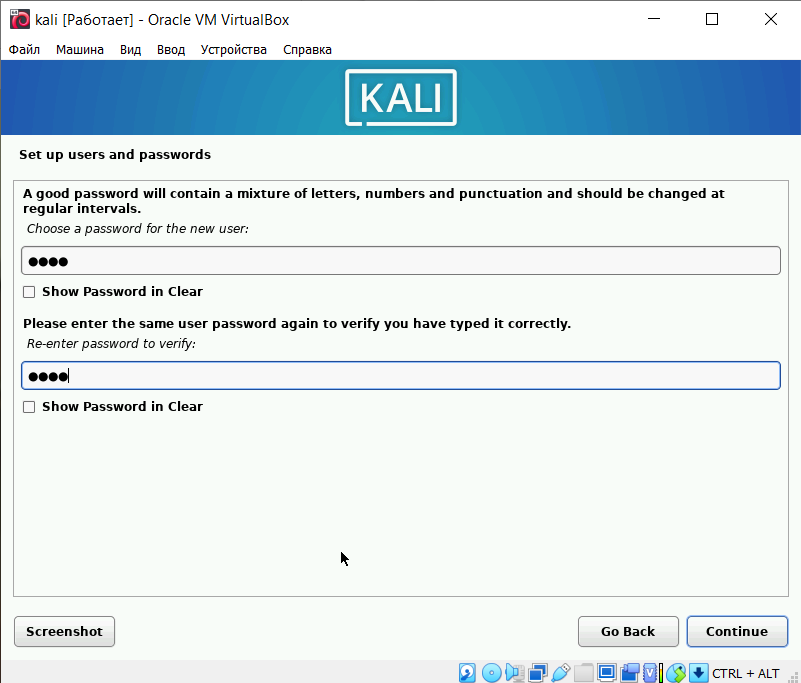 kali [Работает] - Oracle VM VirtualBox
Файл Машина Вид Ввод Устройства Справка
KALI
Set up users and passwords
A good password will contain a mixture of letters, numbers and punctuation and should be changed at
regular intervals.
Choose a password for the new user:
●●●●
Show Password in Clear
Please enter the same user password again to verify you have typed it correctly.
Re-enter password to verify:
●●●●
Show Password in Clear
Screenshot Go Back Continue
CTRL + ALT